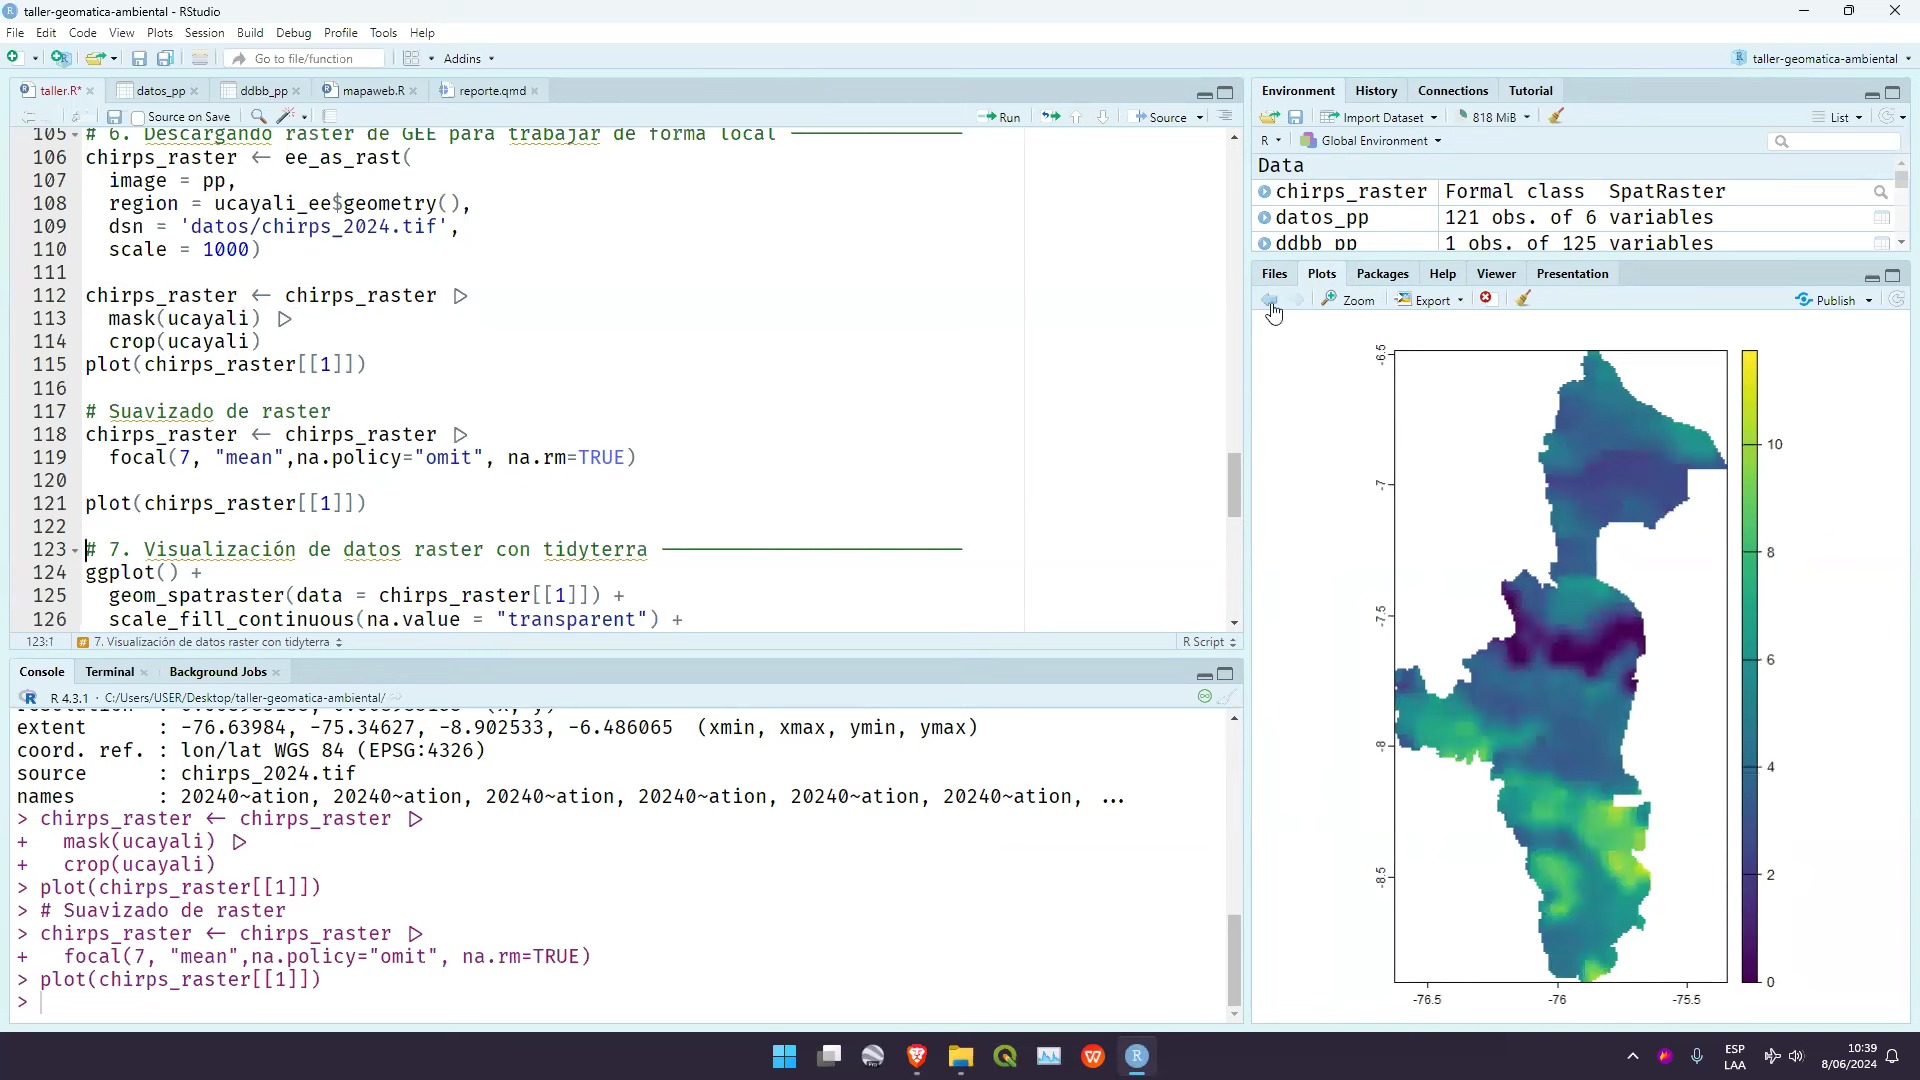 taller-geomatica-ambiental - RStudio
File Edit Code View Plots Session Build Debug Profile Tools Help
Go to file/function Addins taller-geomatica-ambiental
taller.R* datos_pp ddbb_pp mapaweb.R reporte.qmd
Source on Save Run Source
105 # 6. Descargando raster de GEE para trabajar de forma local
106 chirps_raster ← ee_as_rast(
107 image = pp,
108 region = ucayali_ee$geometry(),
109 dsn = 'datos/chirps_2024.tif',
110 scale = 1000)
111
112 chirps_raster ← chirps_raster ▷
113 mask(ucayali) ▷
114 crop(ucayali)
115 plot(chirps_raster[[1]])
116
117 # Suavizado de raster
118 chirps_raster ← chirps_raster ▷
119 focal(7, "mean",na.policy="omit", na.rm=TRUE)
120
121 plot(chirps_raster[[1]])
122
123 # 7. Visualización de datos raster con tidyterra
124 ggplot() +
125 geom_spatraster(data = chirps_raster[[1]]) +
126 scale_fill_continuous(na.value = "transparent") +
123:1 # 7. Visualización de datos raster con tidyterra R Script
Console Terminal Background Jobs
R 4.3.1 · C:/Users/USER/Desktop/taller-geomatica-ambiental/
extent : -76.63984, -75.34627, -8.902533, -6.486065 (xmin, xmax, ymin, ymax)
coord. ref. : lon/lat WGS 84 (EPSG:4326)
source : chirps_2024.tif
names : 20240~ation, 20240~ation, 20240~ation, 20240~ation, 20240~ation, 20240~ation, ...
> chirps_raster ← chirps_raster ▷
+ mask(ucayali) ▷
+ crop(ucayali)
> plot(chirps_raster[[1]])
> # Suavizado de raster
> chirps_raster ← chirps_raster ▷
+ focal(7, "mean",na.policy="omit", na.rm=TRUE)
> plot(chirps_raster[[1]])
>
Environment History Connections Tutorial
Import Dataset 818 MiB List
R Global Environment
Data
chirps_raster Formal class SpatRaster
datos_pp 121 obs. of 6 variables
ddbb_pp 1 obs. of 125 variables
Files Plots Packages Help Viewer Presentation
Zoom Export Publish
-6.5
-7
-7.5
-8
-8.5
-76.5 -76 -75.5
10
8
6
4
2
0
ESP
LAA
10:39
8/06/2024